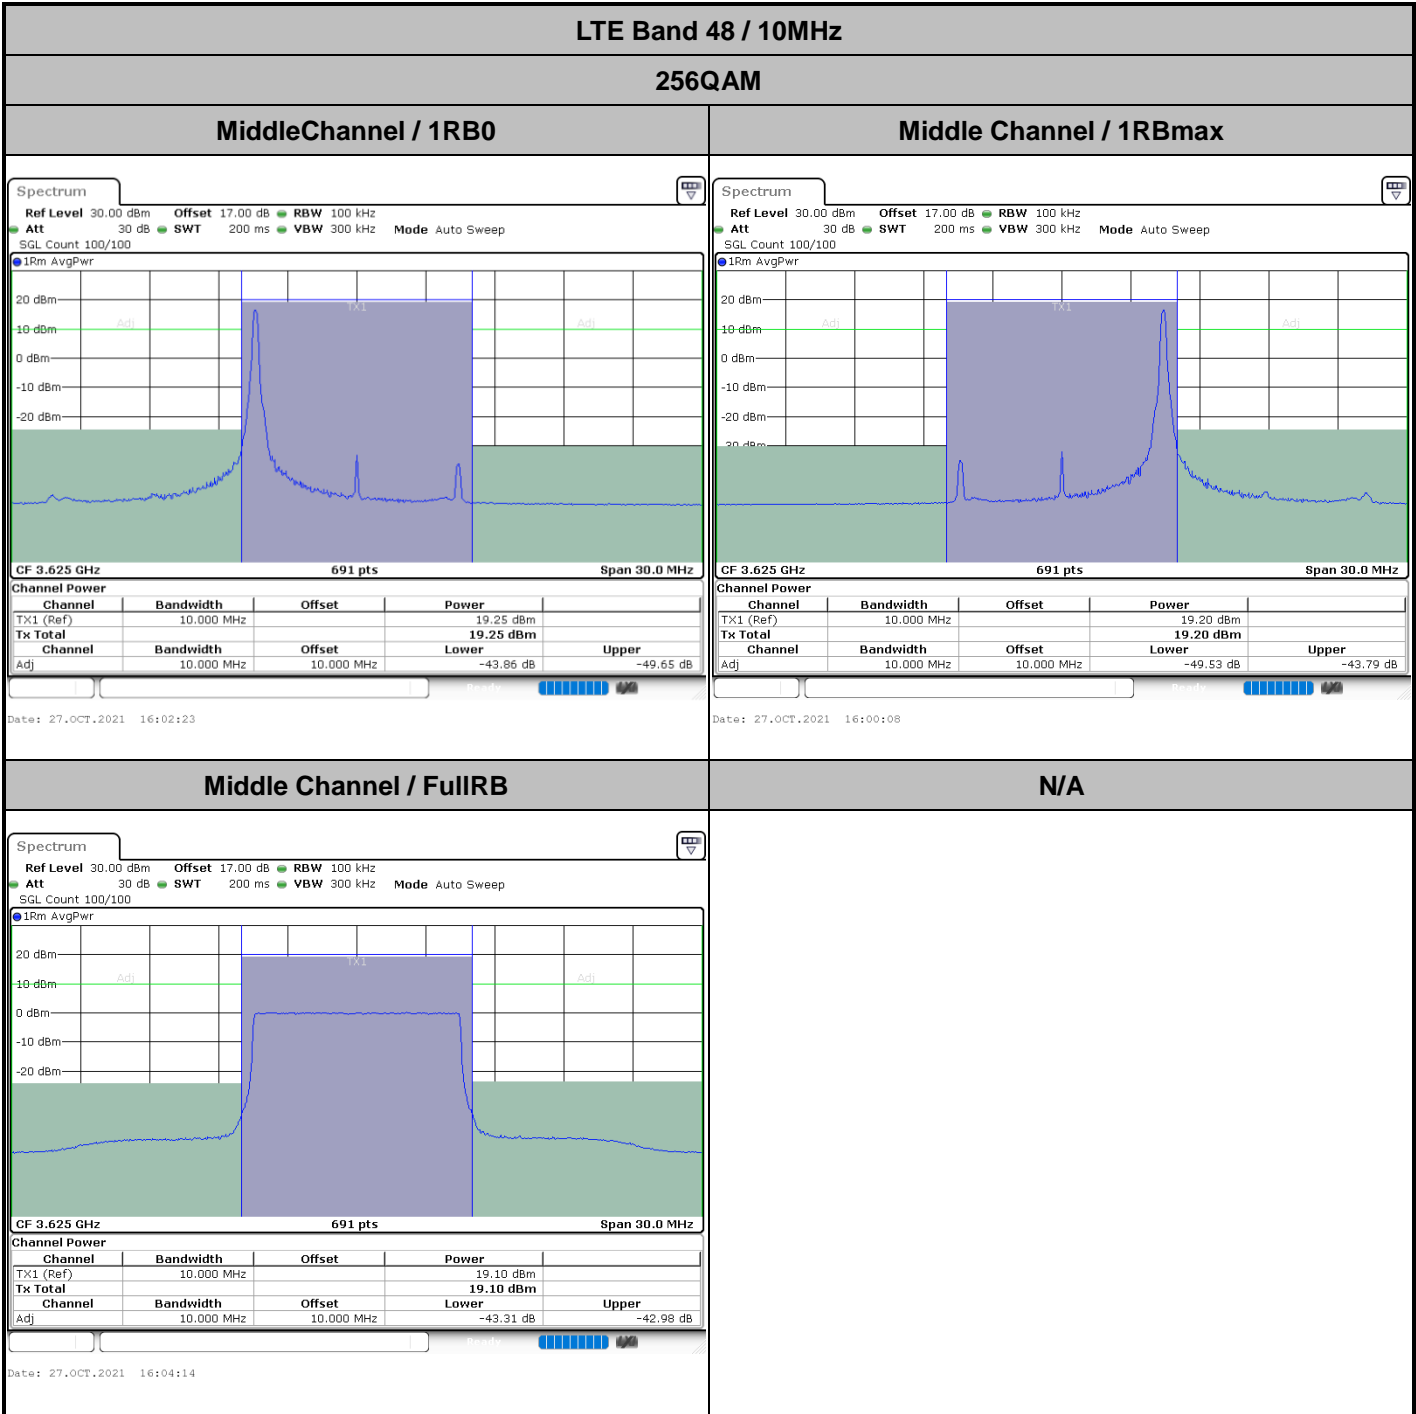 LTE Band 48 / 10MHz
256QAM
MiddleChannel / 1RB0
Middle Channel / 1RBmax
Spectrum
Ref Level 30.00 dBm Offset 17.00 dB RBW 100 kHz
Att 30 dB SWT 200 ms VBW 300 kHz Mode Auto Sweep
SGL Count 100/100
1Rm AvgPwr
TX1
20 dBm
Adj
Adj
10 dBm
0 dBm
-10 dBm
-20 dBm
CF 3.625 GHz 691 pts Span 30.0 MHz
Channel Power
Channel Bandwidth Offset Power
TX1 (Ref) 10.000 MHz 19.25 dBm
Tx Total 19.25 dBm
Channel Bandwidth Offset Lower Upper
Adj 10.000 MHz 10.000 MHz -43.86 dB -49.65 dB
Ready
Date: 27.OCT.2021 16:02:23
Spectrum
Ref Level 30.00 dBm Offset 17.00 dB RBW 100 kHz
Att 30 dB SWT 200 ms VBW 300 kHz Mode Auto Sweep
SGL Count 100/100
1Rm AvgPwr
TX1
20 dBm
Adj
Adj
10 dBm
0 dBm
-10 dBm
-20 dBm
-30 dBm
CF 3.625 GHz 691 pts Span 30.0 MHz
Channel Power
Channel Bandwidth Offset Power
TX1 (Ref) 10.000 MHz 19.20 dBm
Tx Total 19.20 dBm
Channel Bandwidth Offset Lower Upper
Adj 10.000 MHz 10.000 MHz -49.53 dB -43.79 dB
Ready
Date: 27.OCT.2021 16:00:08
Middle Channel / FullRB
N/A
Spectrum
Ref Level 30.00 dBm Offset 17.00 dB RBW 100 kHz
Att 30 dB SWT 200 ms VBW 300 kHz Mode Auto Sweep
SGL Count 100/100
1Rm AvgPwr
TX1
20 dBm
Adj
Adj
10 dBm
0 dBm
-10 dBm
-20 dBm
CF 3.625 GHz 691 pts Span 30.0 MHz
Channel Power
Channel Bandwidth Offset Power
TX1 (Ref) 10.000 MHz 19.10 dBm
Tx Total 19.10 dBm
Channel Bandwidth Offset Lower Upper
Adj 10.000 MHz 10.000 MHz -43.31 dB -42.98 dB
Ready
Date: 27.OCT.2021 16:04:14